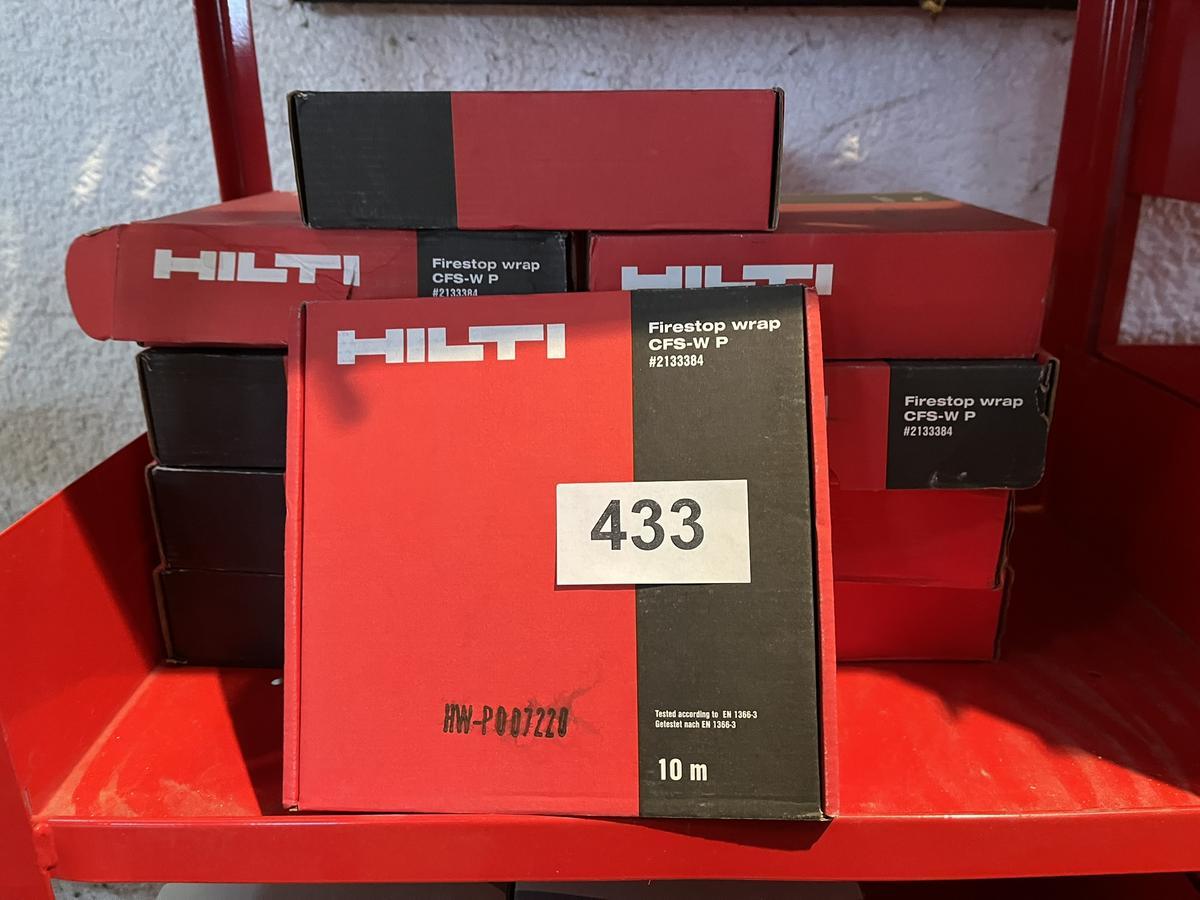 HILTI
Firestop wrap
CFS-W P
#2133384
HILTI
HILTI
Firestop wrap
CFS-W P
#2133384
Firestop wrap
CFS-W P
#2133384
433
HW-P007220
Tested according to EN 1366-3
Getestet nach EN 1366-3
10 m